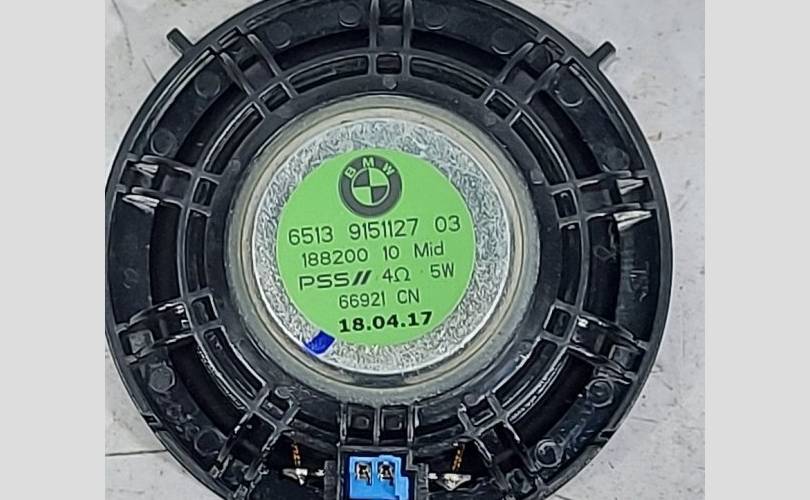 BMW
6513 9151127 03
188200 10 Mid
PSS// 4Ω 5W
66921 CN
18.04.17